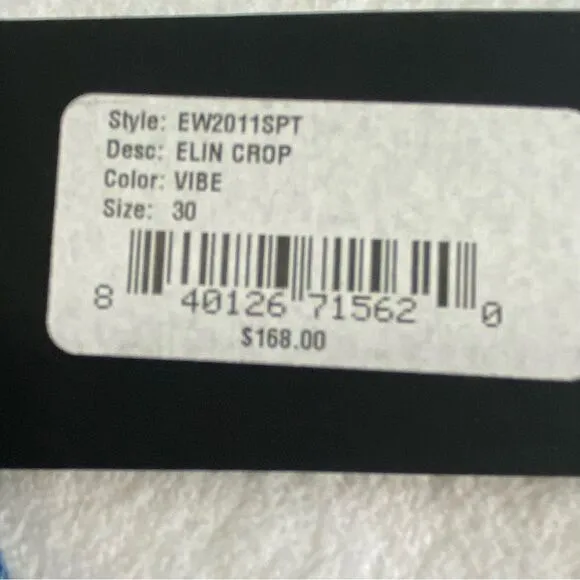 Style: EW2011SPT
Desc: ELIN CROP
Color: VIBE
Size: 30
8 40126 71562 0
$168.00